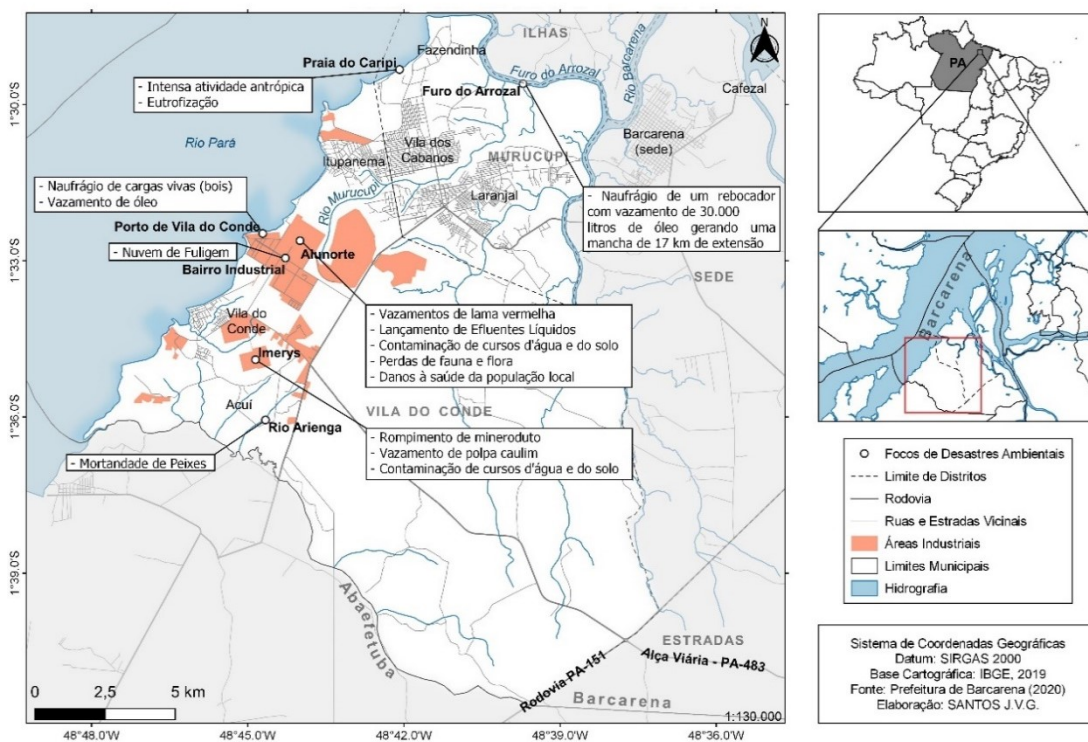 N
ILHAS
Fazendinha
Praia do Caripi
- Intensa atividade antrópica
- Eutrofização
Furo do Arrozal
Furo do Arrozal
Rio Barcarena
Cafezal
1°30.0'S
Rio Pará
Vila dos
Cabanos
Itupanema
Barcarena
(sede)
MURUCUPI
Laranjal
Rio Murucupi
- Naufrágio de cargas vivas (bois)
- Vazamento de óleo
- Naufrágio de um rebocador
com vazamento de 30.000
litros de óleo gerando uma
mancha de 17 km de extensão
Porto de Vila do Conde
- Nuvem de Fuligem
Alunorte
Bairro Industrial
1°33.0'S
SEDE
- Vazamentos de lama vermelha
- Lançamento de Efluentes Líquidos
- Contaminação de cursos d'água e do solo
- Perdas de fauna e flora
- Danos à saúde da população local
Vila do
Conde
Imerys
Acuí
VILA DO CONDE
1°36.0'S
Rio Arienga
- Rompimento de mineroduto
- Vazamento de polpa caulim
- Contaminação de cursos d'água e do solo
- Mortandade de Peixes
1°39.0'S
Abaetetuba
ESTRADAS
Alça Viária - PA-483
Rodovia PA-151
Barcarena
0 2,5 5 km
1:130.000
48°48.0'W 48°45.0'W 48°42.0'W 48°39.0'W 48°36.0'W
PA
Barcarena
Focos de Desastres Ambientais
Limite de Distritos
Rodovia
Ruas e Estradas Vicinais
Áreas Industriais
Limites Municipais
Hidrografia
Sistema de Coordenadas Geográficas
Datum: SIRGAS 2000
Base Cartográfica: IBGE, 2019
Fonte: Prefeitura de Barcarena (2020)
Elaboração: SANTOS J.V.G.